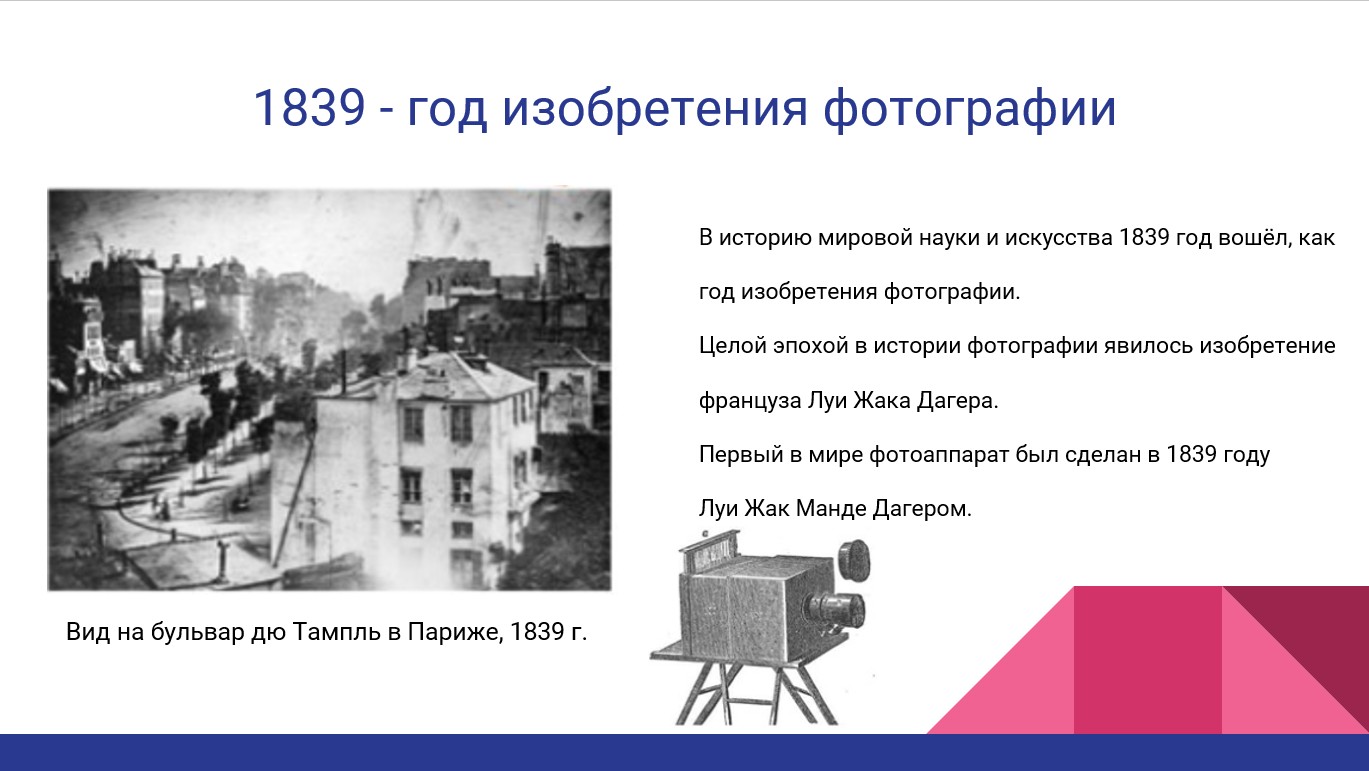 1839 - год изобретения фотографии
В историю мировой науки и искусства 1839 год вошёл, как
год изобретения фотографии.
Целой эпохой в истории фотографии явилось изобретение
француза Луи Жака Дагера.
Первый в мире фотоаппарат был сделан в 1839 году
Луи Жак Манде Дагером.
Вид на бульвар дю Тампль в Париже, 1839 г.